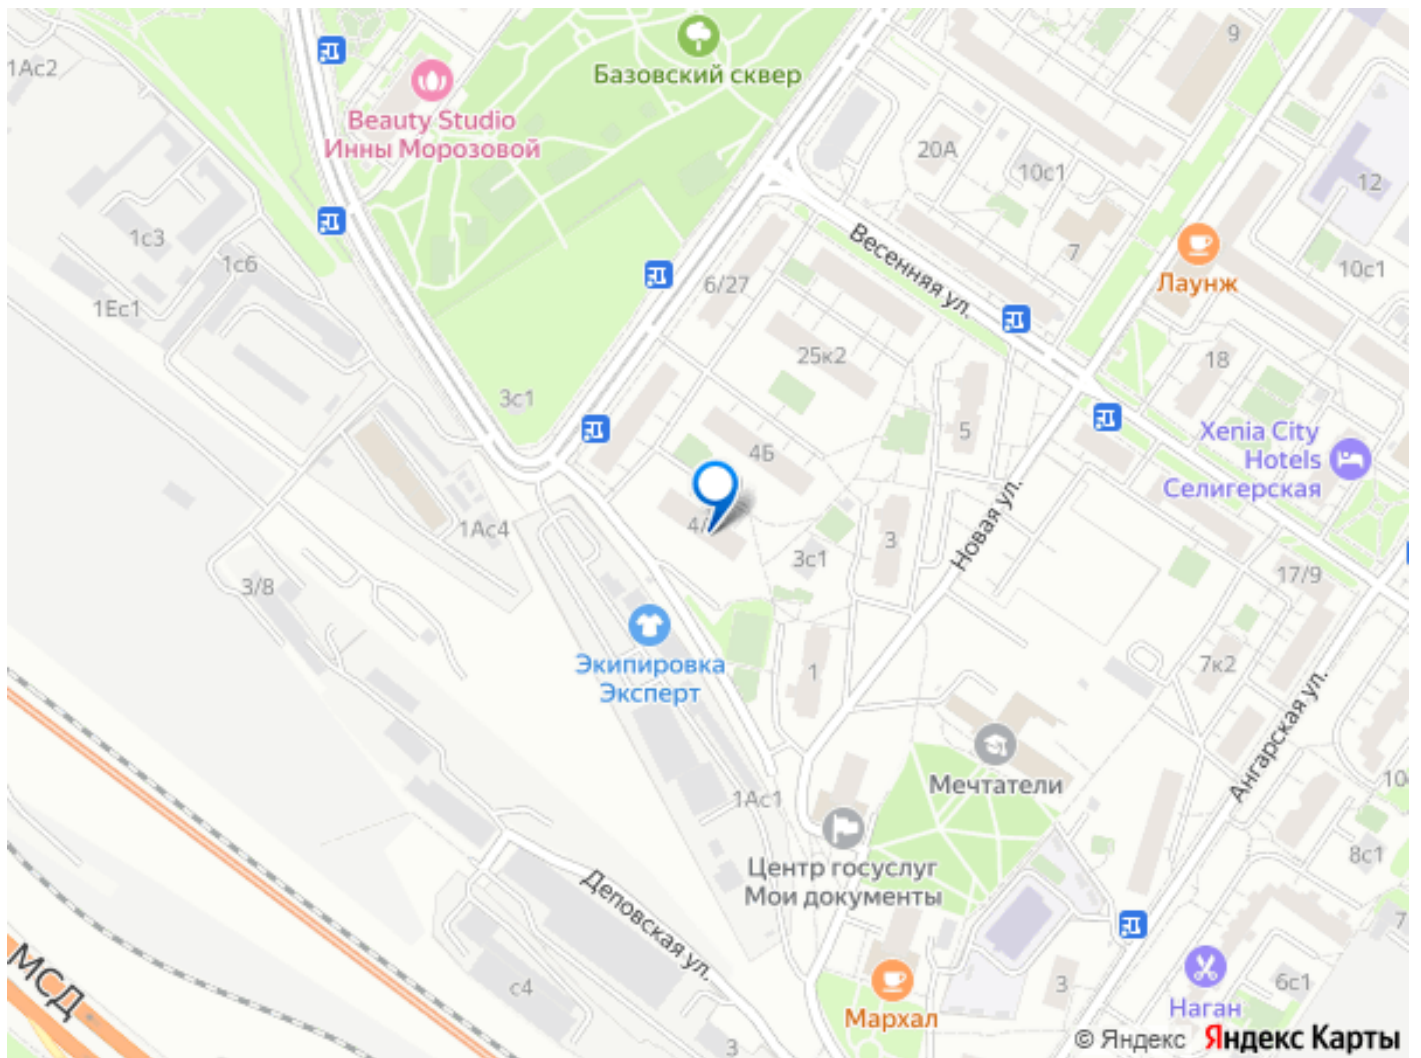 9
1Ас2
Базовский сквер
Beauty Studio
Инны Морозовой
20А
10с1
12
7
1с3
1с6
Весенняя ул.
10с1
Лаунж
6/27
1Ес1
25к2
18
3с1
5
Xenia City
Hotels
Селигерская
4Б
1Ас4
Новая ул.
3
3с1
17/9
3/8
Экипировка
Эксперт
1
7к2
Ангарская ул.
Мечтатели
1Ас1
8с1
Центр госуслуг
Мои документы
Деповская ул.
7
МСД
с4
3
6с1
Наган
Мархал
3
© Яндекс Яндекс Карты